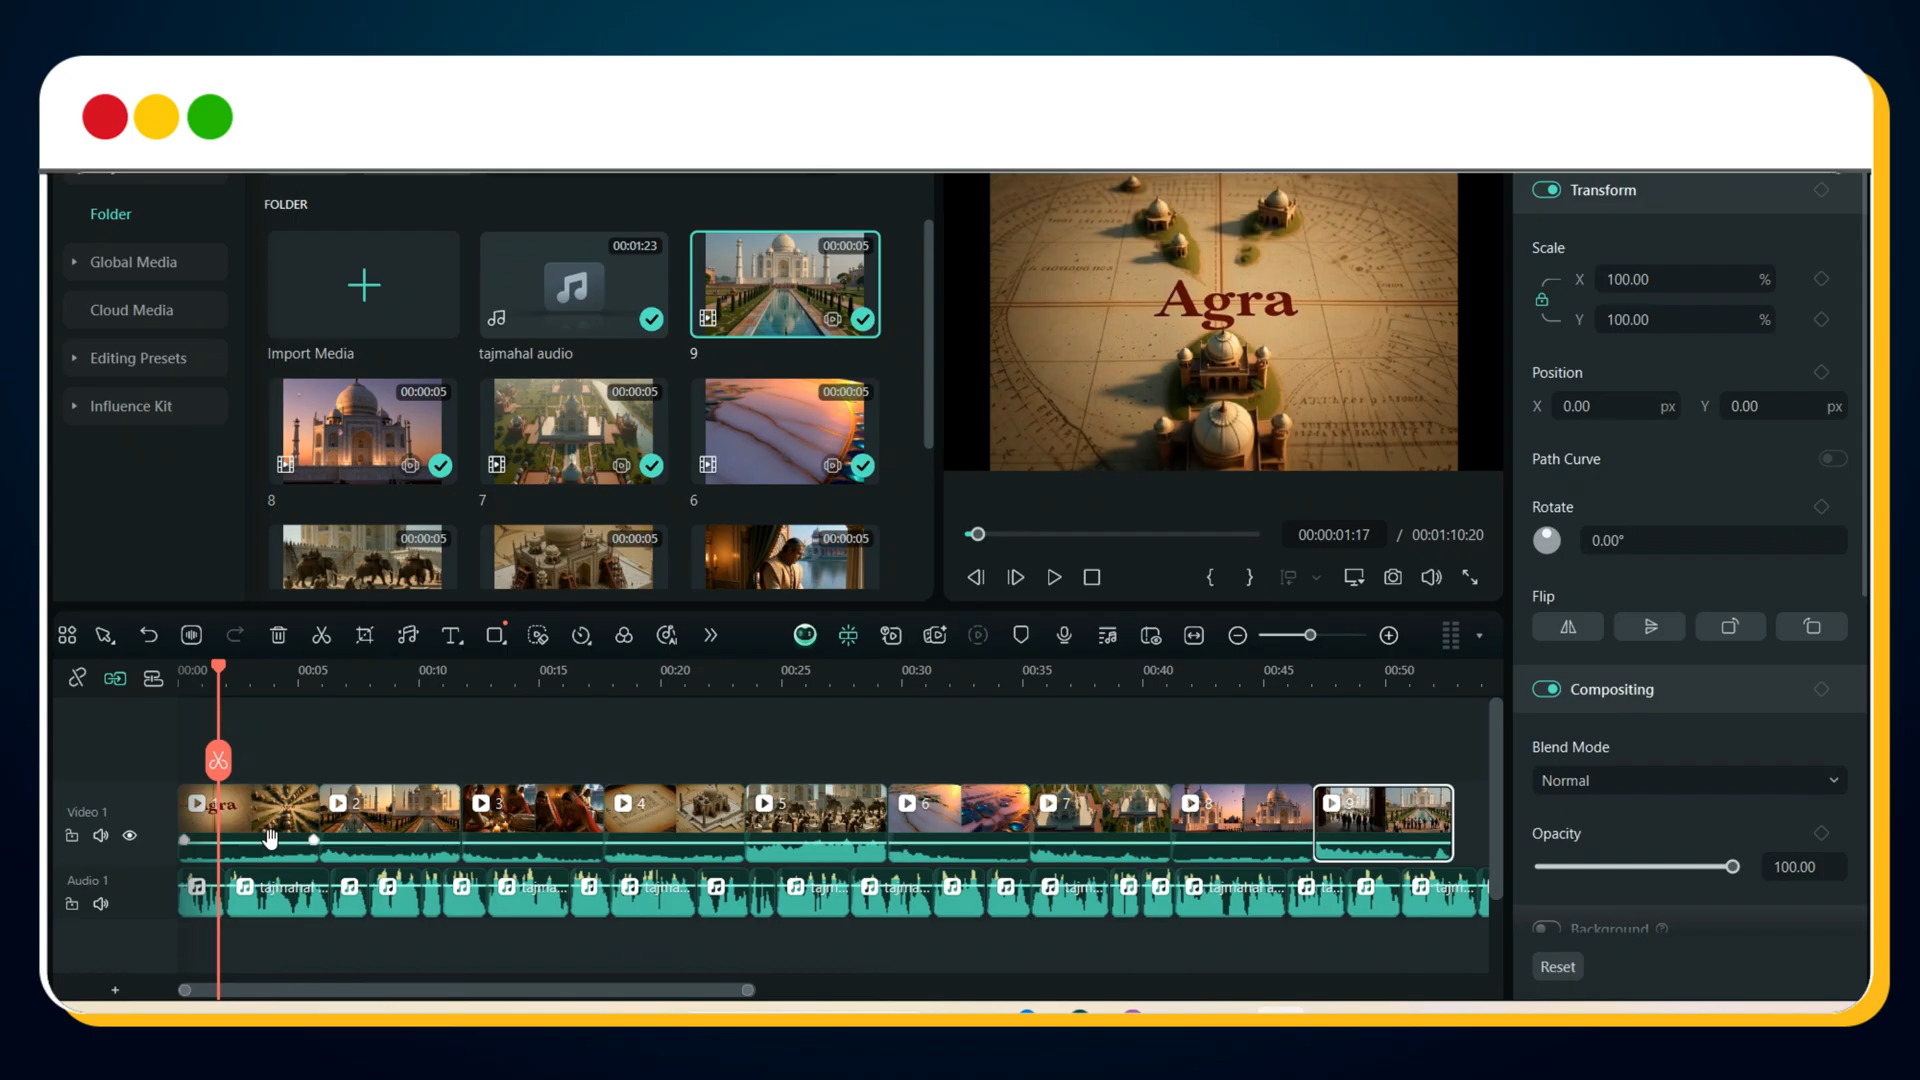 Folder
Global Media
Cloud Media
Editing Presets
Influence Kit
FOLDER
Import Media
00:01:23
tajmahal audio
00:00:05
9
00:00:05
8
00:00:05
7
00:00:05
6
00:00:05
00:00:05
00:00:05
Agra
00:00:01:17 / 00:01:10:20
Transform
Scale
X 100.00 %
Y 100.00 %
Position
X 0.00 px Y 0.00 px
Path Curve
Rotate
0.00°
Flip
Compositing
Blend Mode
Normal
Opacity
100.00
Background
Reset
00:00 00:05 00:10 00:15 00:20 00:25 00:30 00:35 00:40 00:45 00:50
Video 1
gra 2 3 4 5 6 7 8 9
Audio 1
tajmahal ... tajma... tajma... tajm... tajma... tajm... tajmahal a... ta... tajm...